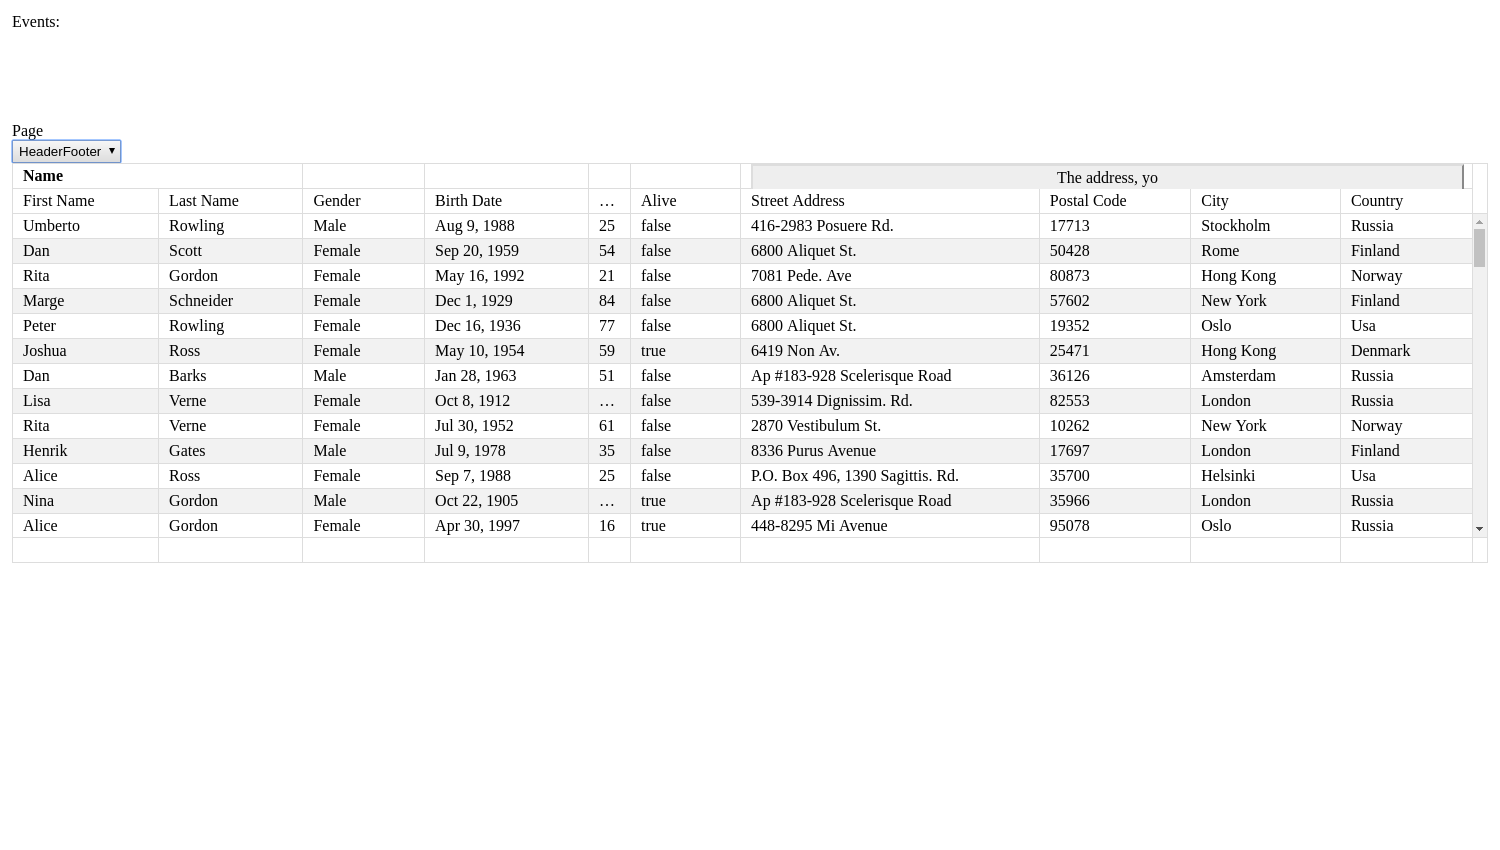 Events:
Page
HeaderFooter
Name The address, yo
First Name Last Name Gender Birth Date … Alive Street Address Postal Code City Country
Umberto Rowling Male Aug 9, 1988 25 false 416-2983 Posuere Rd. 17713 Stockholm Russia
Dan Scott Female Sep 20, 1959 54 false 6800 Aliquet St. 50428 Rome Finland
Rita Gordon Female May 16, 1992 21 false 7081 Pede. Ave 80873 Hong Kong Norway
Marge Schneider Female Dec 1, 1929 84 false 6800 Aliquet St. 57602 New York Finland
Peter Rowling Female Dec 16, 1936 77 false 6800 Aliquet St. 19352 Oslo Usa
Joshua Ross Female May 10, 1954 59 true 6419 Non Av. 25471 Hong Kong Denmark
Dan Barks Male Jan 28, 1963 51 false Ap #183-928 Scelerisque Road 36126 Amsterdam Russia
Lisa Verne Female Oct 8, 1912 … false 539-3914 Dignissim. Rd. 82553 London Russia
Rita Verne Female Jul 30, 1952 61 false 2870 Vestibulum St. 10262 New York Norway
Henrik Gates Male Jul 9, 1978 35 false 8336 Purus Avenue 17697 London Finland
Alice Ross Female Sep 7, 1988 25 false P.O. Box 496, 1390 Sagittis. Rd. 35700 Helsinki Usa
Nina Gordon Male Oct 22, 1905 … true Ap #183-928 Scelerisque Road 35966 London Russia
Alice Gordon Female Apr 30, 1997 16 true 448-8295 Mi Avenue 95078 Oslo Russia